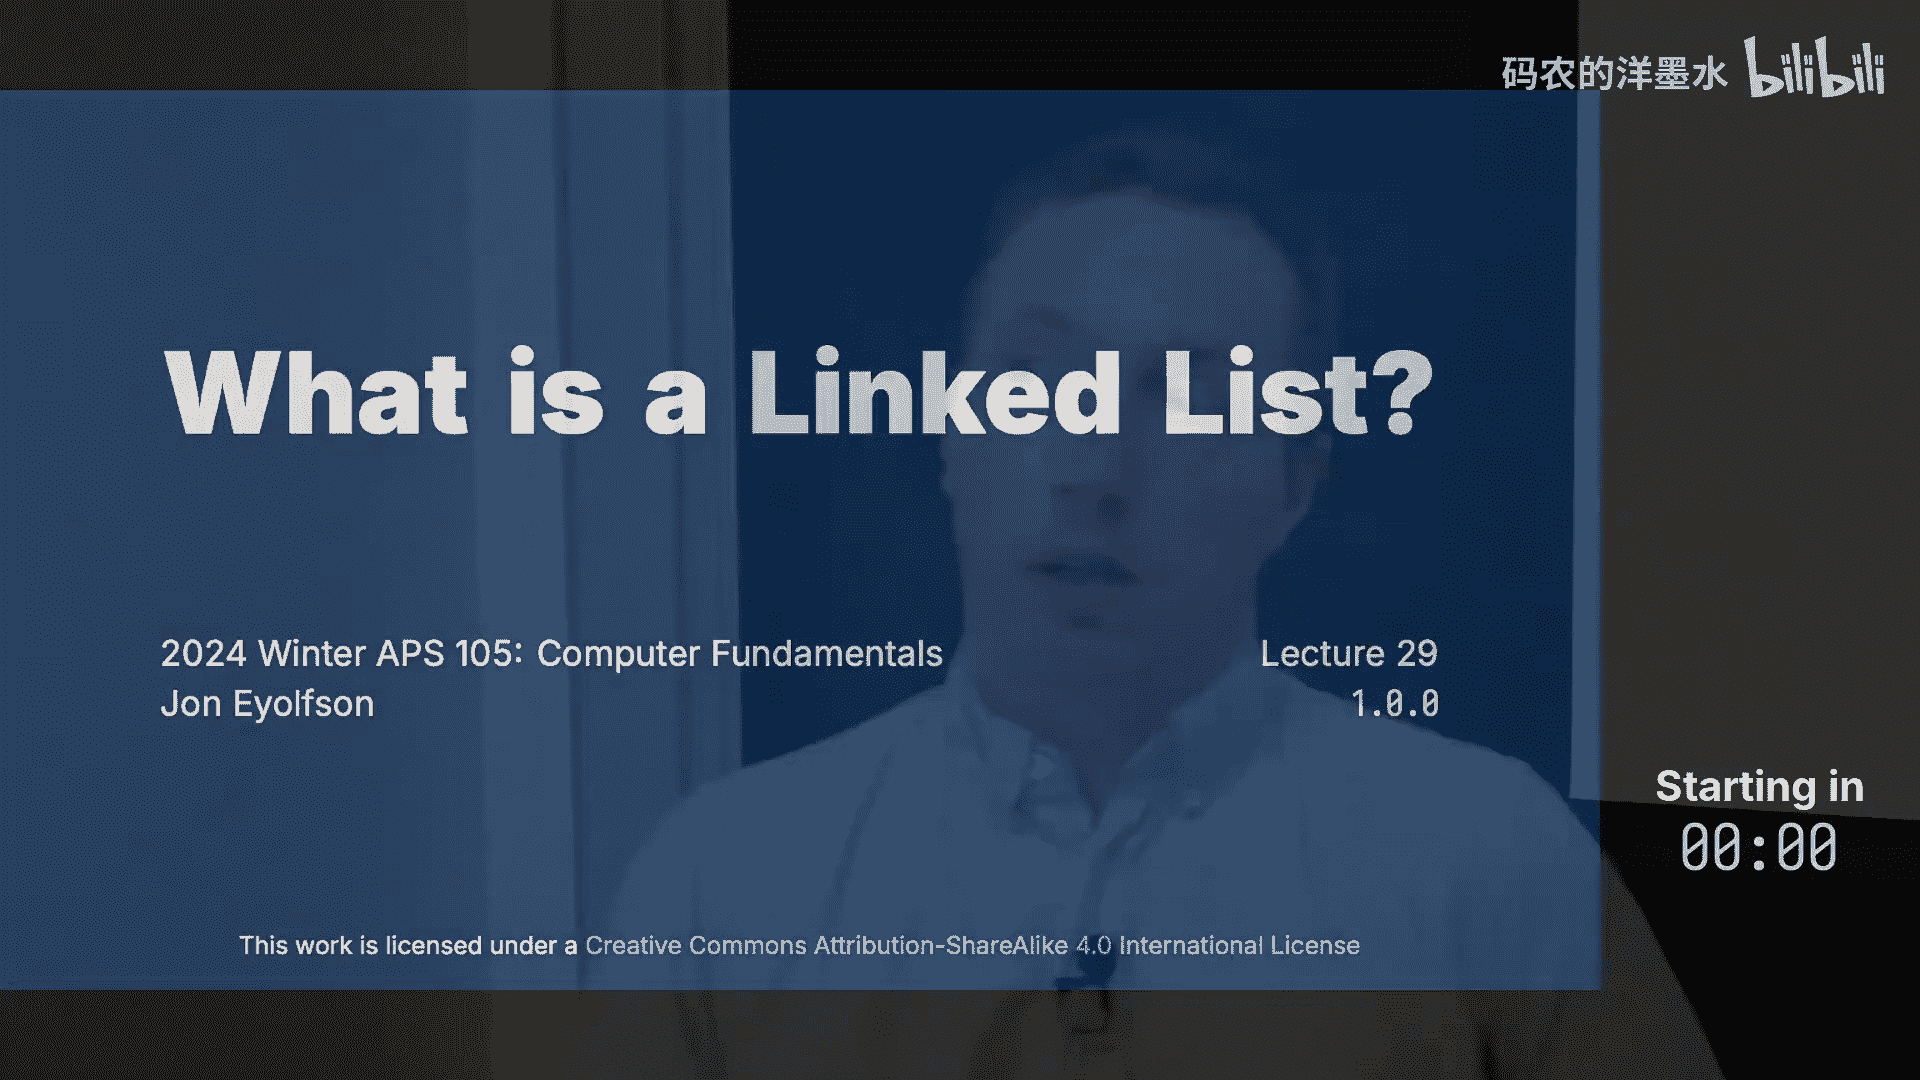 码农的洋墨水 bilibili
What is a Linked List?
2024 Winter APS 105: Computer Fundamentals
Lecture 29
Jon Eyolfson
1.0.0
Starting in
00:00
This work is licensed under a Creative Commons Attribution-ShareAlike 4.0 International License